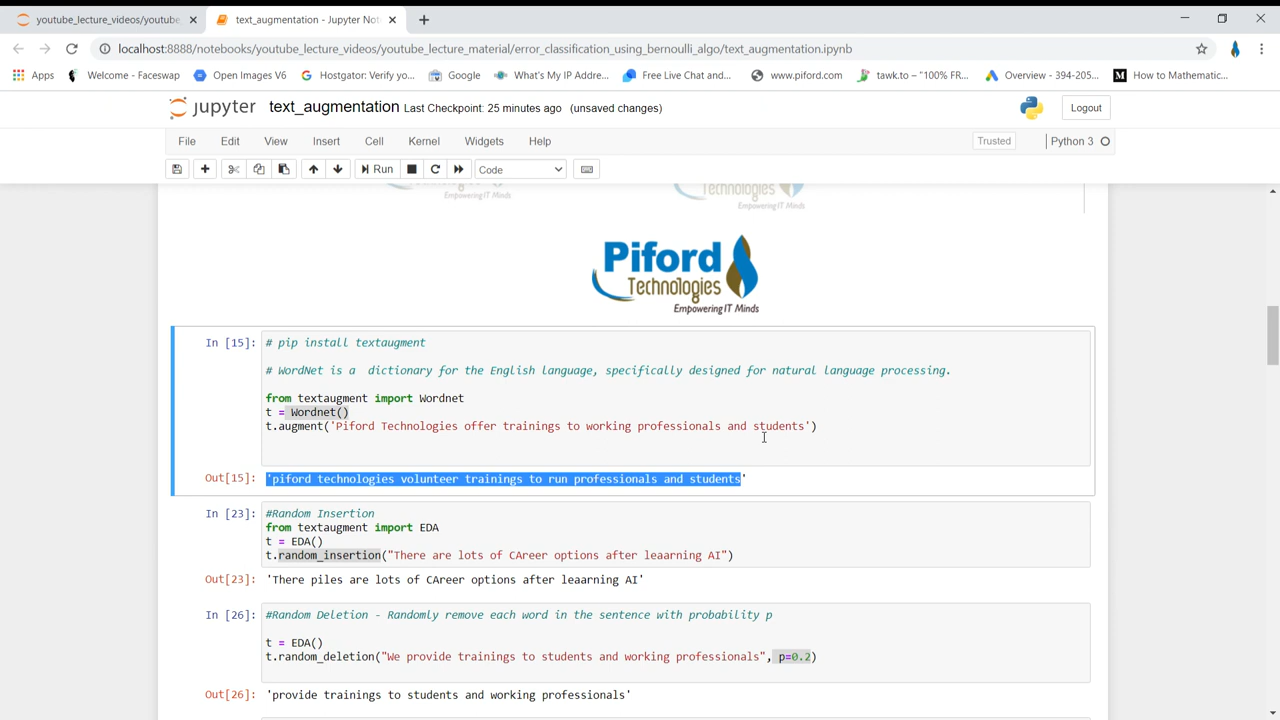 youtube_lecture_videos/youtube
text_augmentation - Jupyter Not
localhost:8888/notebooks/youtube_lecture_videos/youtube_lecture_material/error_classification_using_bernoulli_algo/text_augmentation.ipynb
Apps Welcome - Faceswap Open Images V6 Hostgator: Verify yo... Google What's My IP Addre... Free Live Chat and... www.piford.com tawk.to – "100% FR... Overview - 394-205... How to Mathematic...
jupyter text_augmentation Last Checkpoint: 25 minutes ago (unsaved changes) Logout
File Edit View Insert Cell Kernel Widgets Help Trusted Python 3
Run Code
Technologies Technologies
Empowering IT Minds Empowering IT Minds
Piford
Technologies
Empowering IT Minds
In [15]: # pip install textaugment
# WordNet is a  dictionary for the English language, specifically designed for natural language processing.
from textaugment import Wordnet
t = Wordnet()
t.augment('Piford Technologies offer trainings to working professionals and students')
Out[15]: 'piford technologies volunteer trainings to run professionals and students'
In [23]: #Random Insertion
from textaugment import EDA
t = EDA()
t.random_insertion("There are lots of CAreer options after leaarning AI")
Out[23]: 'There piles are lots of CAreer options after leaarning AI'
In [26]: #Random Deletion - Randomly remove each word in the sentence with probability p
t = EDA()
t.random_deletion("We provide trainings to students and working professionals", p=0.2)
Out[26]: 'provide trainings to students and working professionals'